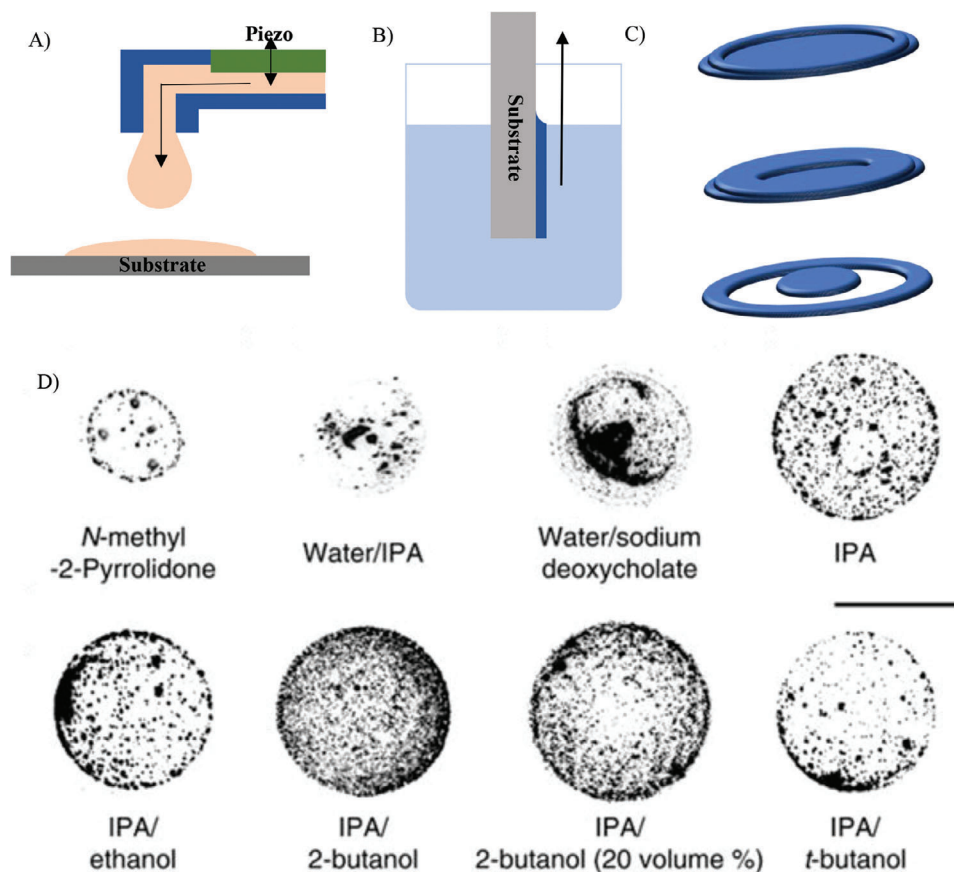 A)
Piezo
Substrate
B)
Substrate
C)
D)
N-methyl
-2-Pyrrolidone
Water/IPA
Water/sodium
deoxycholate
IPA
IPA/
ethanol
IPA/
2-butanol
IPA/
2-butanol (20 volume %)
IPA/
t-butanol